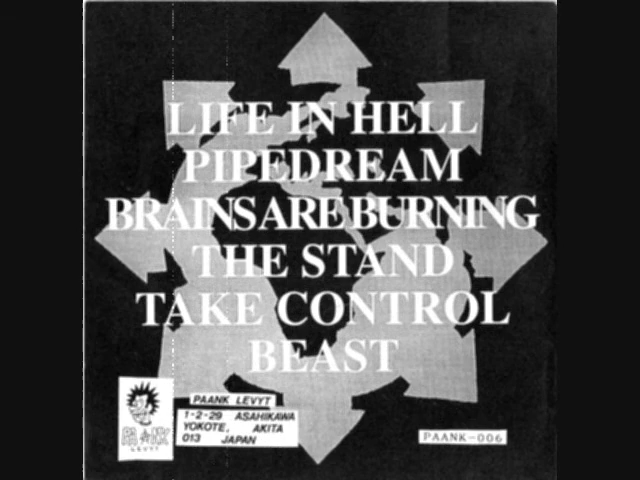 LIFE IN HELL
PIPEDREAM
BRAINS ARE BURNING
THE STAND
TAKE CONTROL
BEAST
PAANK LEVYT
1-2-29 ASAHIKAWA
YOKOTE, AKITA
013 JAPAN
LEVYT
PAANK-006